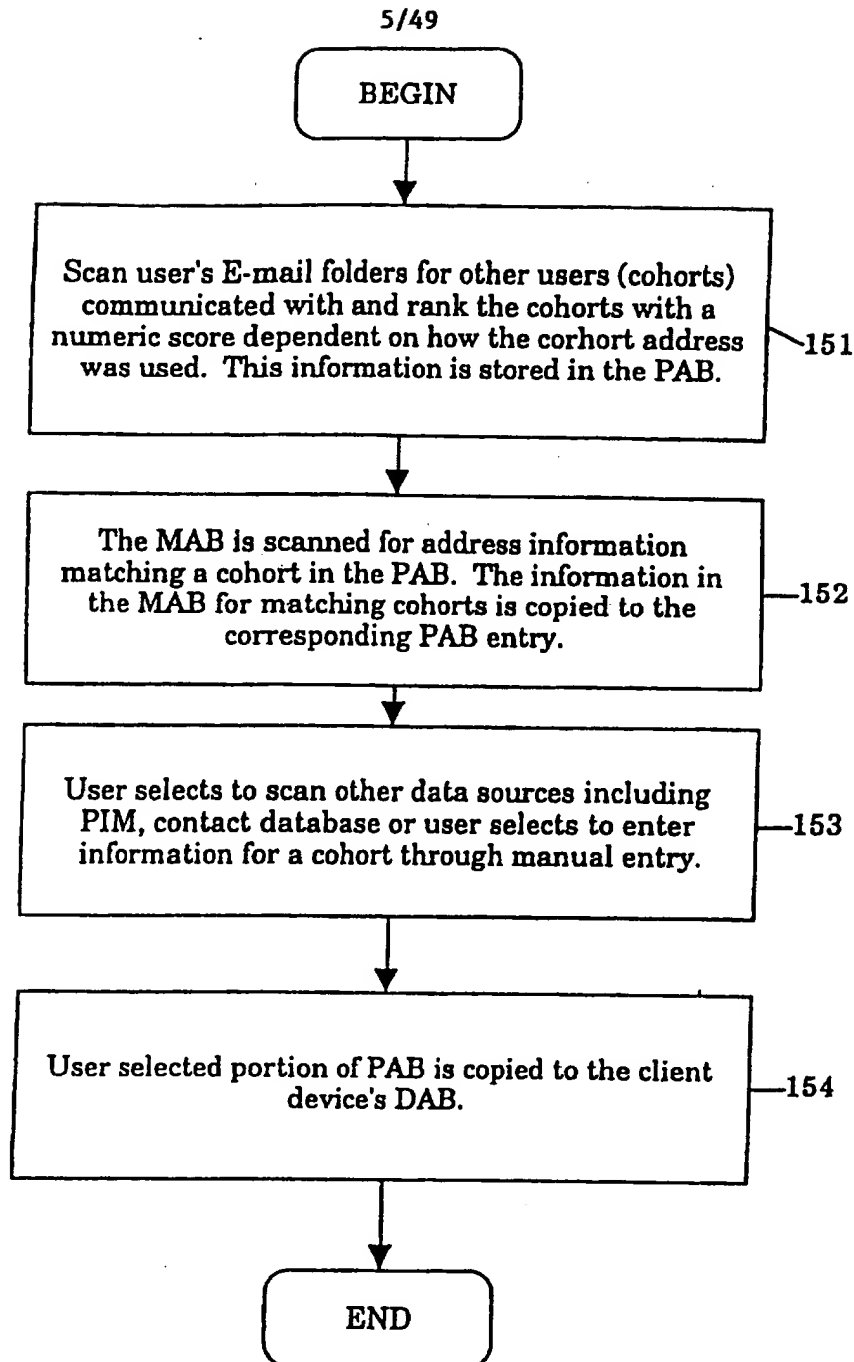 5/49
BEGIN
Scan user's E-mail folders for other users (cohorts)
communicated with and rank the cohorts with a
numeric score dependent on how the corhort address
was used. This information is stored in the PAB.
151
The MAB is scanned for address information
matching a cohort in the PAB. The information in
the MAB for matching cohorts is copied to the
corresponding PAB entry.
152
User selects to scan other data sources including
PIM, contact database or user selects to enter
information for a cohort through manual entry.
153
User selected portion of PAB is copied to the client
device's DAB.
154
END